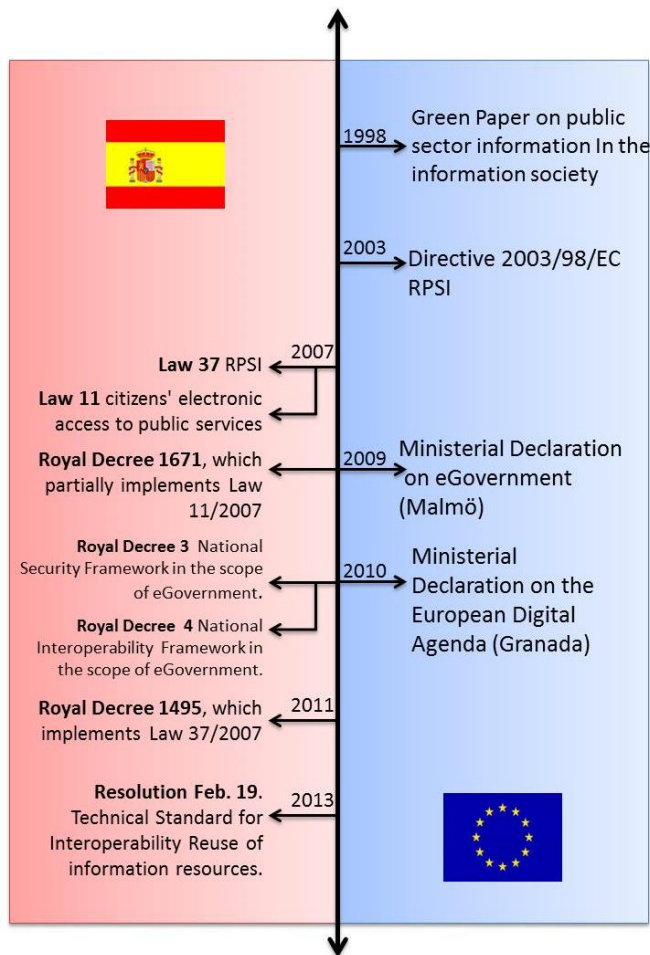 1998
Green Paper on public
sector information In the
information society
2003
Directive 2003/98/EC
RPSI
2007
Law 37 RPSI
Law 11 citizens' electronic
access to public services
2009
Royal Decree 1671, which
partially implements Law
11/2007
Ministerial Declaration
on eGovernment
(Malmö)
2010
Royal Decree 3 National
Security Framework in the scope
of eGovernment.
Royal Decree 4 National
Interoperability Framework in
the scope of eGovernment.
Ministerial
Declaration on the
European Digital
Agenda (Granada)
2011
Royal Decree 1495, which
implements Law 37/2007
2013
Resolution Feb. 19.
Technical Standard for
Interoperability Reuse of
information resources.